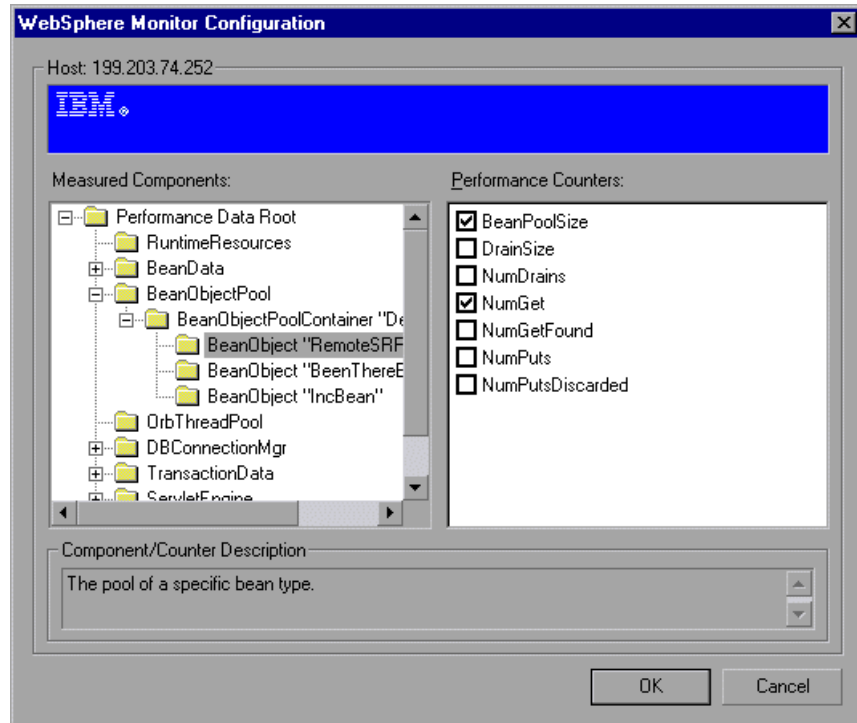 WebSphere Monitor Configuration
Host: 199.203.74.252
IBM®
Measured Components:
Performance Data Root
RuntimeResources
BeanData
BeanObjectPool
BeanObjectPoolContainer "De
BeanObject "RemoteSRF
BeanObject "BeenThereE
BeanObject "IncBean"
OrbThreadPool
DBConnectionMgr
TransactionData
ServletEngine
Performance Counters:
BeanPoolSize
DrainSize
NumDrains
NumGet
NumGetFound
NumPuts
NumPutsDiscarded
Component/Counter Description
The pool of a specific bean type.
OK
Cancel